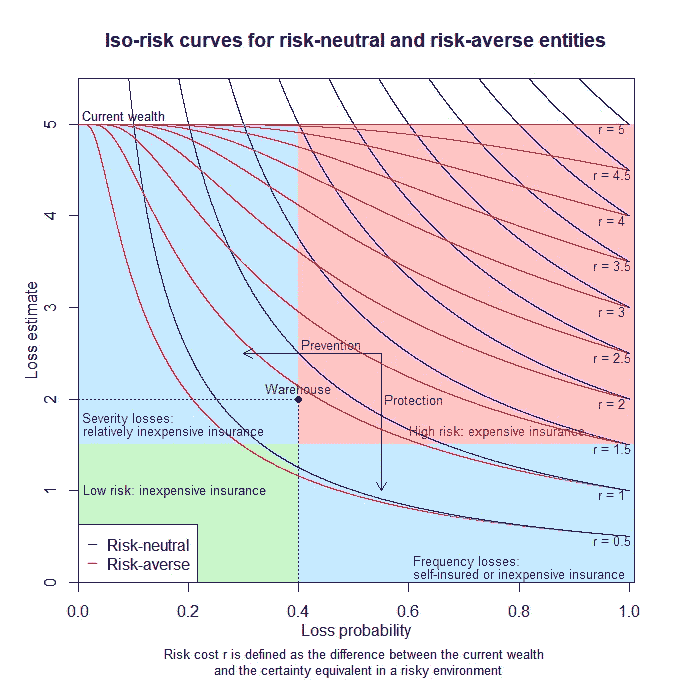 Iso-risk curves for risk-neutral and risk-averse entities
Current wealth
r = 5
r = 4.5
r = 4
r = 3.5
r = 3
r = 2.5
r = 2
r = 1.5
r = 1
r = 0.5
Prevention
Warehouse
Protection
Severity losses:
relatively inexpensive insurance
High risk: expensive insurance
Low risk: inexpensive insurance
Frequency losses:
self-insured or inexpensive insurance
Risk-neutral
Risk-averse
Loss estimate
5
4
3
2
1
0
0.0 0.2 0.4 0.6 0.8 1.0
Loss probability
Risk cost r is defined as the difference between the current wealth
and the certainty equivalent in a risky environment